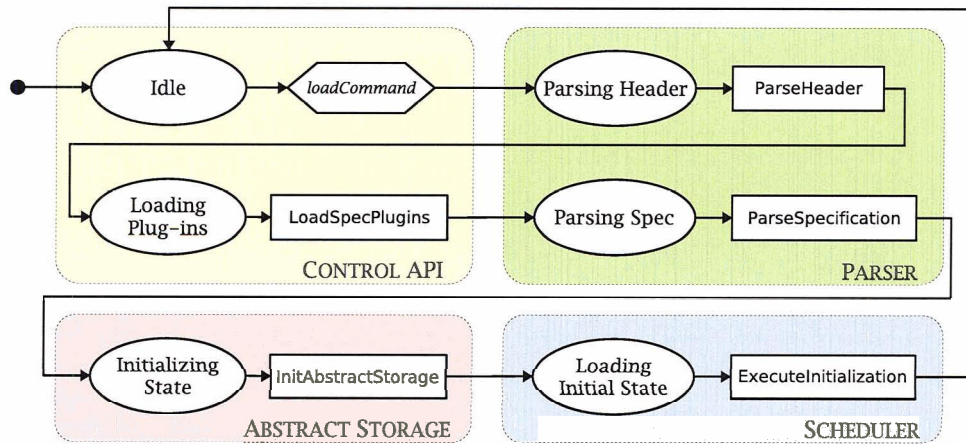 Idle
loadCommand
Parsing Header
ParseHeader
Loading
Plug-ins
LoadSpecPlugins
Parsing Spec
ParseSpecification
CONTROL API
PARSER
Initializing
State
InitAbstractStorage
Loading
Initial State
ExecuteInitialization
ABSTRACT STORAGE
SCHEDULER